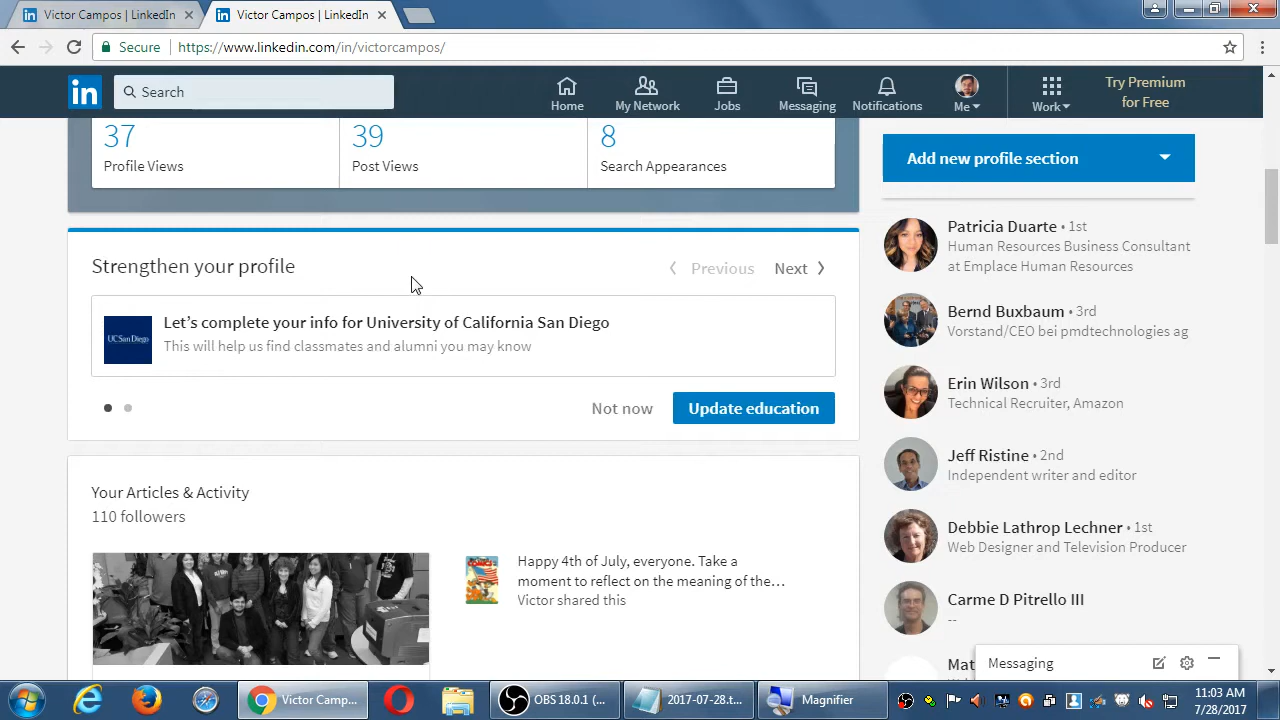 Victor Campos | LinkedIn
Victor Campos | LinkedIn
Secure
https://www.linkedin.com/in/victorcampos/
in
Search
Home
My Network
Jobs
Messaging
Notifications
Me
Work
Try Premium
for Free
37
Profile Views
39
Post Views
8
Search Appearances
Add new profile section
Strengthen your profile
Previous
Next
UC San Diego
Let's complete your info for University of California San Diego
This will help us find classmates and alumni you may know
Not now
Update education
Your Articles & Activity
110 followers
Happy 4th of July, everyone. Take a
moment to reflect on the meaning of the…
Victor shared this
Patricia Duarte • 1st
Human Resources Business Consultant
at Emplace Human Resources
Bernd Buxbaum • 3rd
Vorstand/CEO bei pmdtechnologies ag
Erin Wilson • 3rd
Technical Recruiter, Amazon
Jeff Ristine • 2nd
Independent writer and editor
Debbie Lathrop Lechner • 1st
Web Designer and Television Producer
Carme D Pitrello III
--
Mat
Messaging
Victor Camp...
OBS 18.0.1 (...
2017-07-28.t...
Magnifier
11:03 AM
7/28/2017